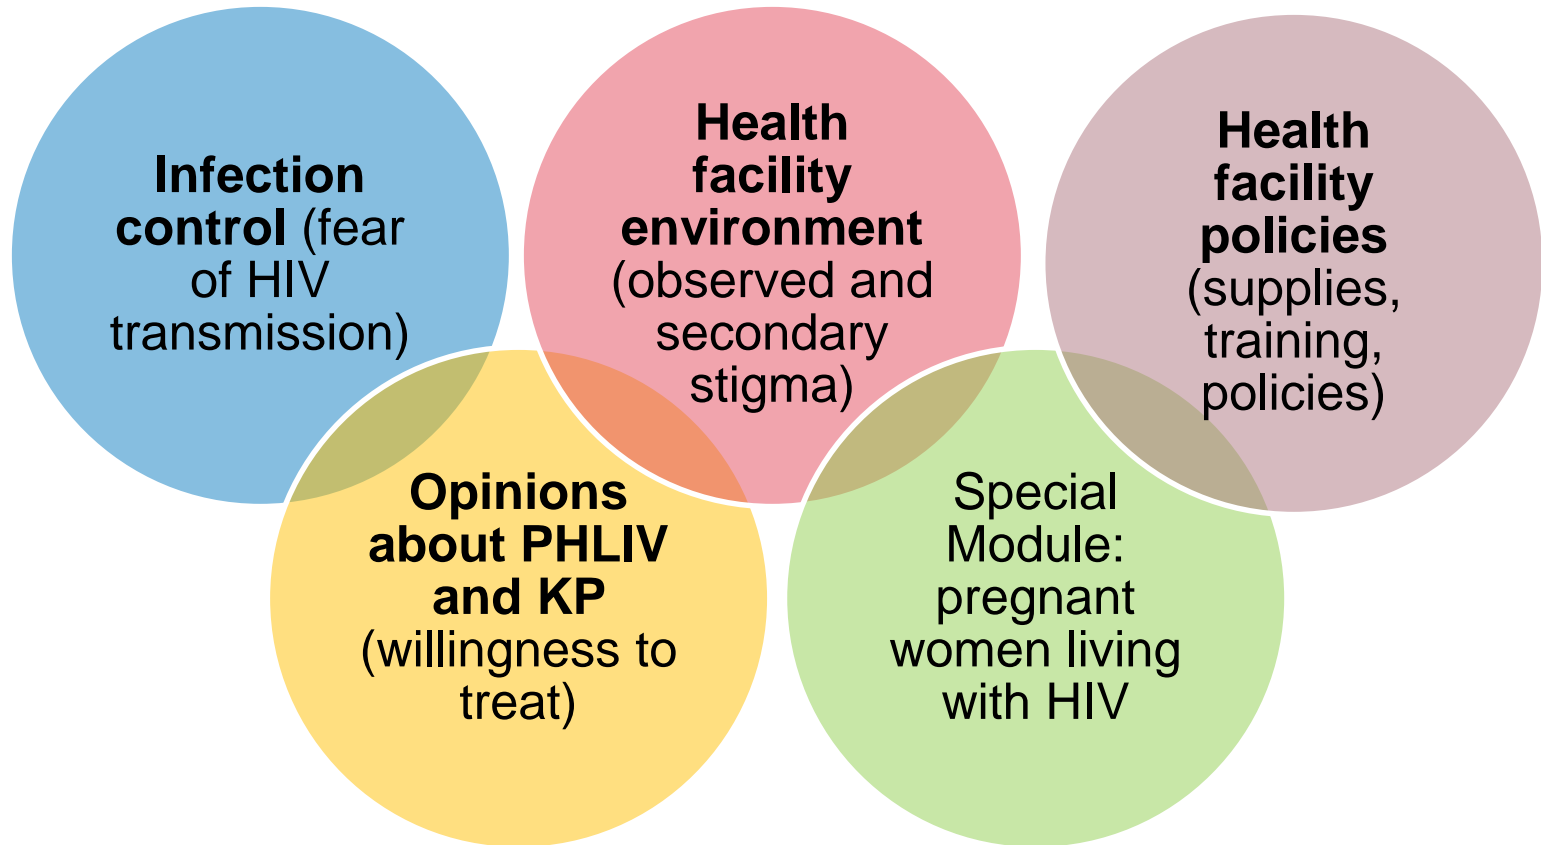 Infection
control (fear
of HIV
transmission)
Health
facility
environment
(observed and
secondary
stigma)
Health
facility
policies
(supplies,
training,
policies)
Opinions
about PHLIV
and KP
(willingness to
treat)
Special
Module:
pregnant
women living
with HIV